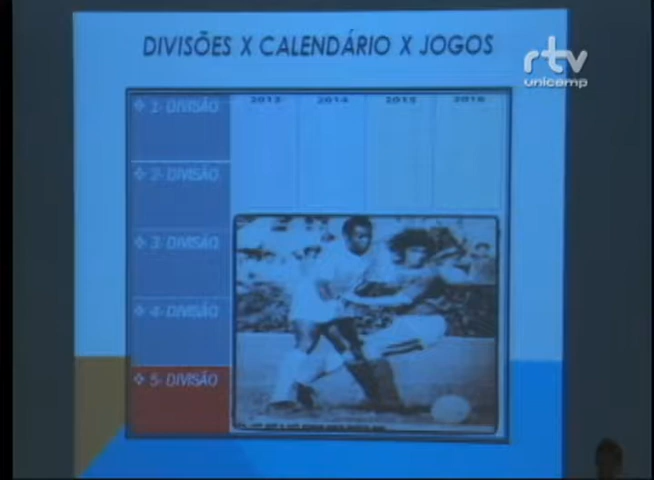 DIVISÕES X CALENDÁRIO X JOGOS
rtv
unicamp
❖ 1ª DIVISÃO
2013 2014 2015 2016
❖ 2ª DIVISÃO
❖ 3ª DIVISÃO
❖ 4ª DIVISÃO
❖ 5ª DIVISÃO